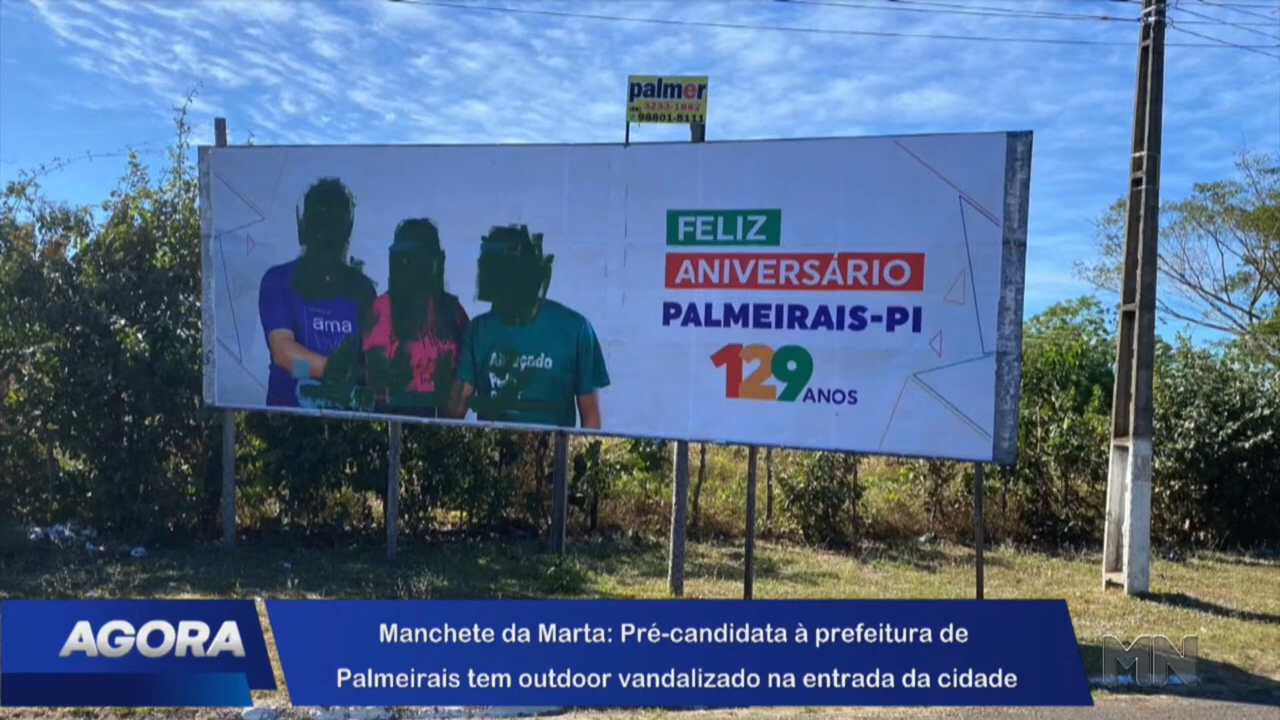 palmer
3233-1882
98801-8111
FELIZ
ANIVERSÁRIO
PALMEIRAIS-PI
129
ANOS
ama
AGORA
Manchete da Marta: Pré-candidata à prefeitura de
Palmeirais tem outdoor vandalizado na entrada da cidade
MN